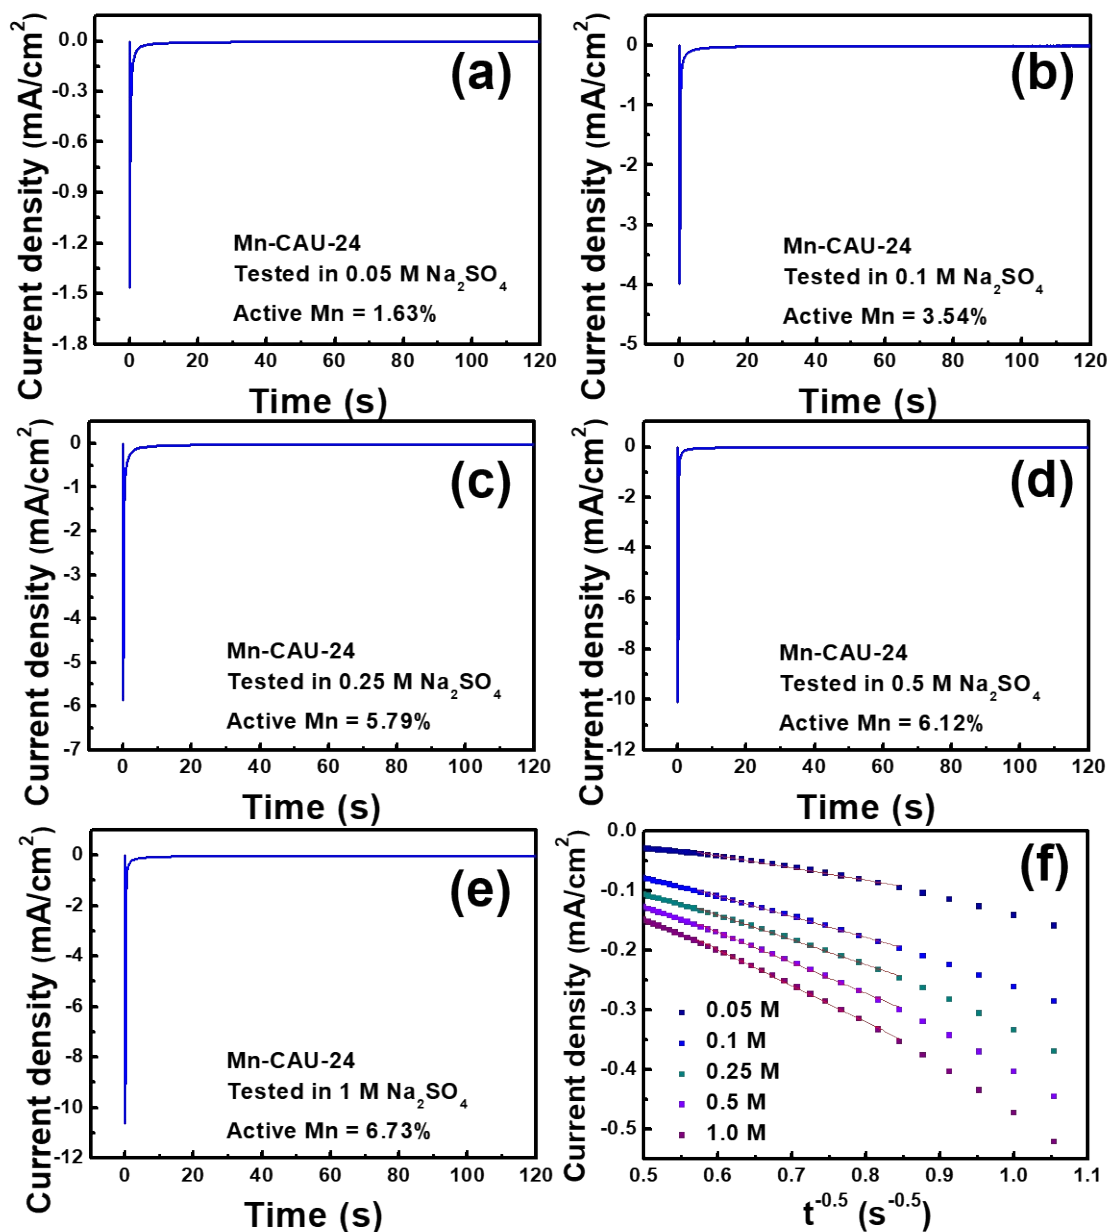 0.0
-0.3
-0.6
-0.9
-1.2
-1.5
-1.8
Current density (mA/cm²)
(a)
Mn-CAU-24
Tested in 0.05 M Na₂SO₄
Active Mn = 1.63%
0 20 40 60 80 100 120
Time (s)
0
-1
-2
-3
-4
-5
Current density (mA/cm²)
(b)
Mn-CAU-24
Tested in 0.1 M Na₂SO₄
Active Mn = 3.54%
0 20 40 60 80 100 120
Time (s)
0
-1
-2
-3
-4
-5
-6
-7
Current density (mA/cm²)
(c)
Mn-CAU-24
Tested in 0.25 M Na₂SO₄
Active Mn = 5.79%
0 20 40 60 80 100 120
Time (s)
0
-2
-4
-6
-8
-10
-12
Current density (mA/cm²)
(d)
Mn-CAU-24
Tested in 0.5 M Na₂SO₄
Active Mn = 6.12%
0 20 40 60 80 100 120
Time (s)
0
-2
-4
-6
-8
-10
-12
Current density (mA/cm²)
(e)
Mn-CAU-24
Tested in 1 M Na₂SO₄
Active Mn = 6.73%
0 20 40 60 80 100 120
Time (s)
0.0
-0.1
-0.2
-0.3
-0.4
-0.5
Current density (mA/cm²)
(f)
0.05 M
0.1 M
0.25 M
0.5 M
1.0 M
0.5 0.6 0.7 0.8 0.9 1.0 1.1
t⁻⁰·⁵ (s⁻⁰·⁵)